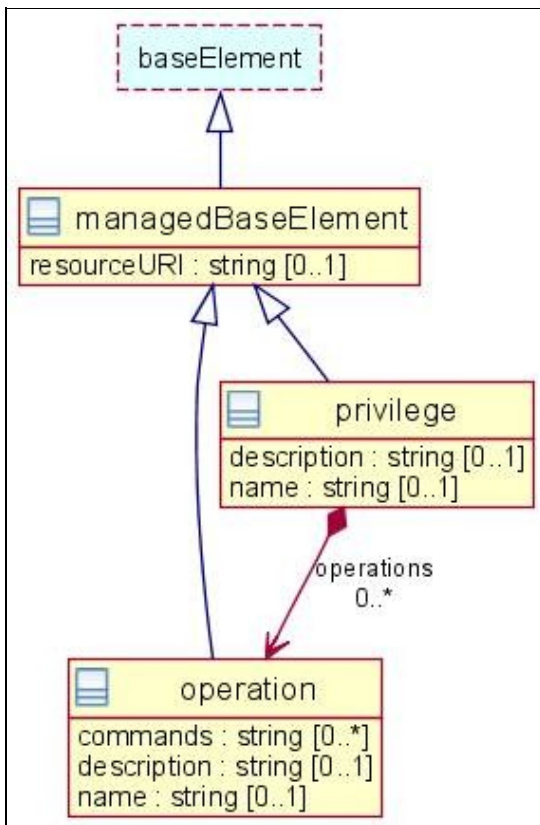 baseElement
managedBaseElement
resourceURI : string [0..1]
privilege
description : string [0..1]
name : string [0..1]
operations
0..*
operation
commands : string [0..*]
description : string [0..1]
name : string [0..1]